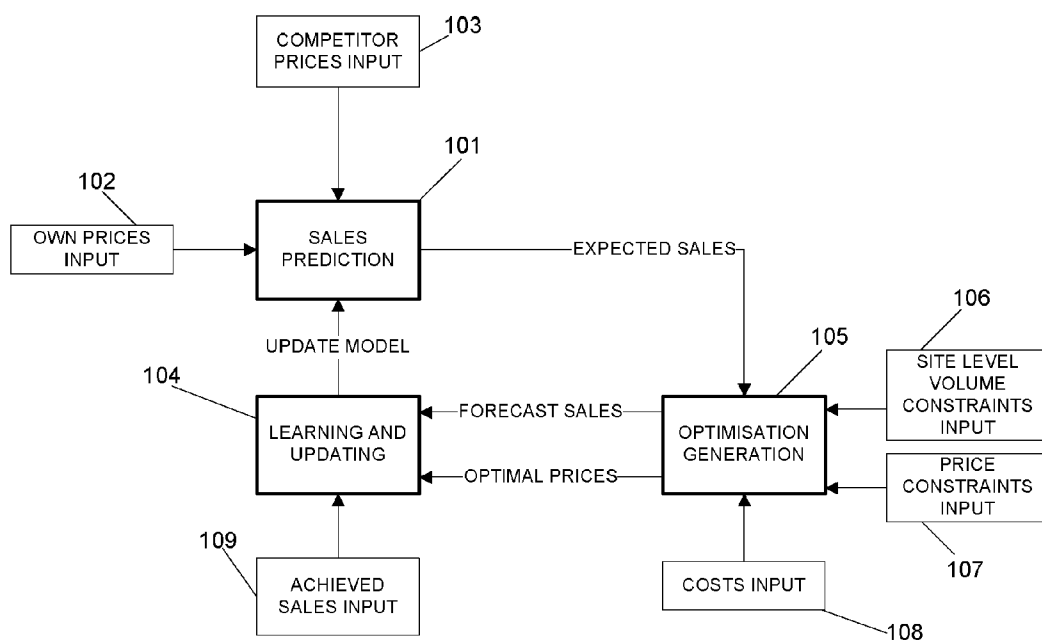 COMPETITOR
PRICES INPUT
103
101
102
OWN PRICES
INPUT
SALES
PREDICTION
EXPECTED SALES
UPDATE MODEL
106
105
SITE LEVEL
VOLUME
CONSTRAINTS
INPUT
104
LEARNING AND
UPDATING
FORECAST SALES
OPTIMAL PRICES
OPTIMISATION
GENERATION
PRICE
CONSTRAINTS
INPUT
107
109
ACHIEVED
SALES INPUT
COSTS INPUT
108